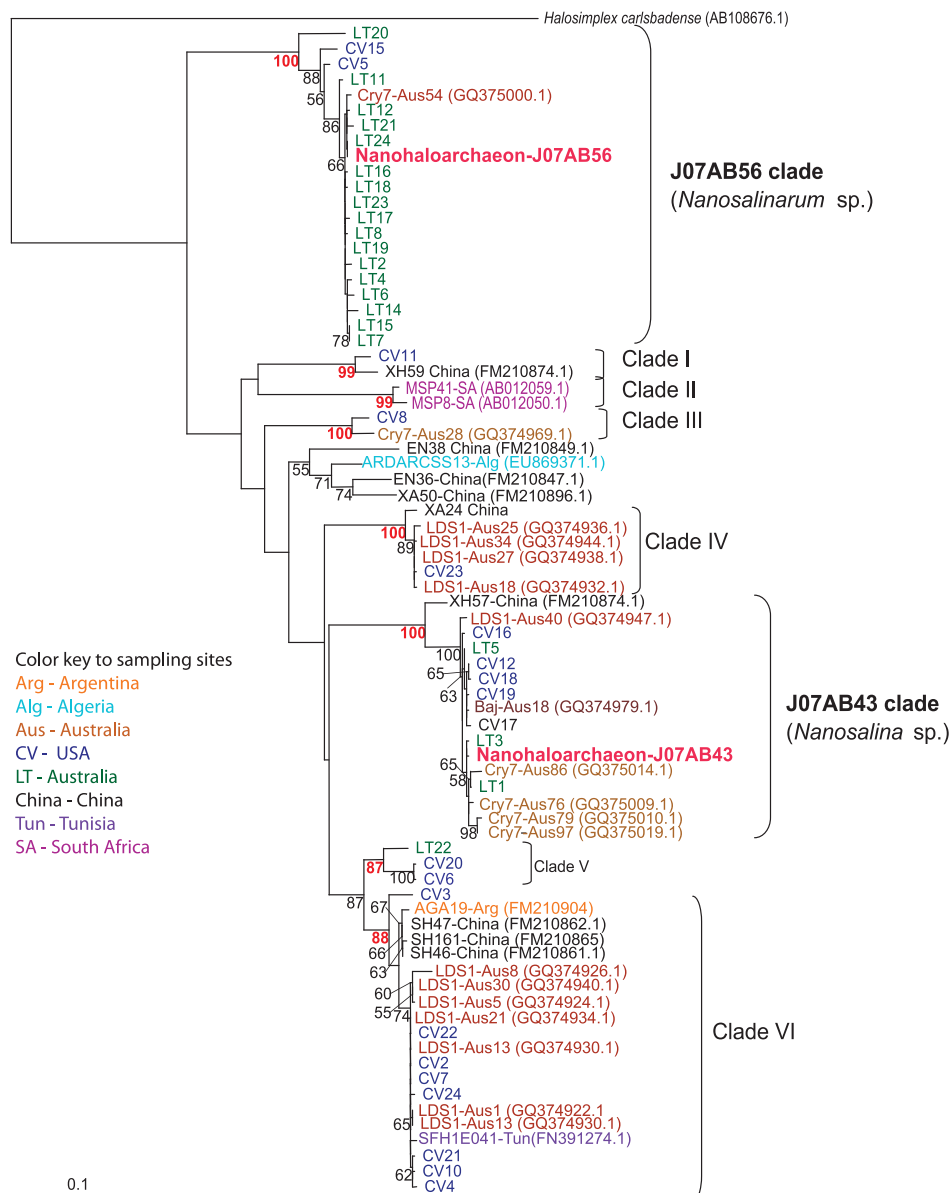 Halosimplex carlsbadense (AB108676.1)
LT20
CV15
100
CV5
88
LT11
56
Cry7-Aus54 (GQ375000.1)
LT12
LT21
86
LT24
Nanohaloarchaeon-J07AB56
66
LT16
LT18
LT23
LT17
LT8
LT19
LT2
LT4
LT6
LT14
LT15
78
LT7
J07AB56 clade
(Nanosalinarum sp.)
CV11
XH59 China (FM210874.1)
99
Clade I
MSP41-SA (AB012059.1)
MSP8-SA (AB012050.1)
99
Clade II
CV8
Cry7-Aus28 (GQ374969.1)
100
Clade III
EN38 China (FM210849.1)
55
ARDARCSS13-Alg (EU869371.1)
71
EN36-China(FM210847.1)
74
XA50-China (FM210896.1)
XA24 China
LDS1-Aus25 (GQ374936.1)
100
LDS1-Aus34 (GQ374944.1)
89
LDS1-Aus27 (GQ374938.1)
CV23
LDS1-Aus18 (GQ374932.1)
Clade IV
XH57-China (FM210874.1)
LDS1-Aus40 (GQ374947.1)
100
CV16
LT5
100
CV12
65
CV18
63
CV19
Baj-Aus18 (GQ374979.1)
CV17
LT3
Nanohaloarchaeon-J07AB43
65
Cry7-Aus86 (GQ375014.1)
58
LT1
Cry7-Aus76 (GQ375009.1)
Cry7-Aus79 (GQ375010.1)
98
Cry7-Aus97 (GQ375019.1)
J07AB43 clade
(Nanosalina sp.)
Color key to sampling sites
Arg - Argentina
Alg - Algeria
Aus - Australia
CV - USA
LT - Australia
China - China
Tun - Tunisia
SA - South Africa
LT22
87
CV20
100
CV6
Clade V
87
CV3
67
AGA19-Arg (FM210904)
SH47-China (FM210862.1)
88
SH161-China (FM210865)
66
SH46-China (FM210861.1)
63
LDS1-Aus8 (GQ374926.1)
LDS1-Aus30 (GQ374940.1)
60
LDS1-Aus5 (GQ374924.1)
55
74
LDS1-Aus21 (GQ374934.1)
CV22
LDS1-Aus13 (GQ374930.1)
CV2
CV7
CV24
LDS1-Aus1 (GQ374922.1
65
LDS1-Aus13 (GQ374930.1)
SFH1E041-Tun(FN391274.1)
CV21
62
CV10
CV4
Clade VI
0.1